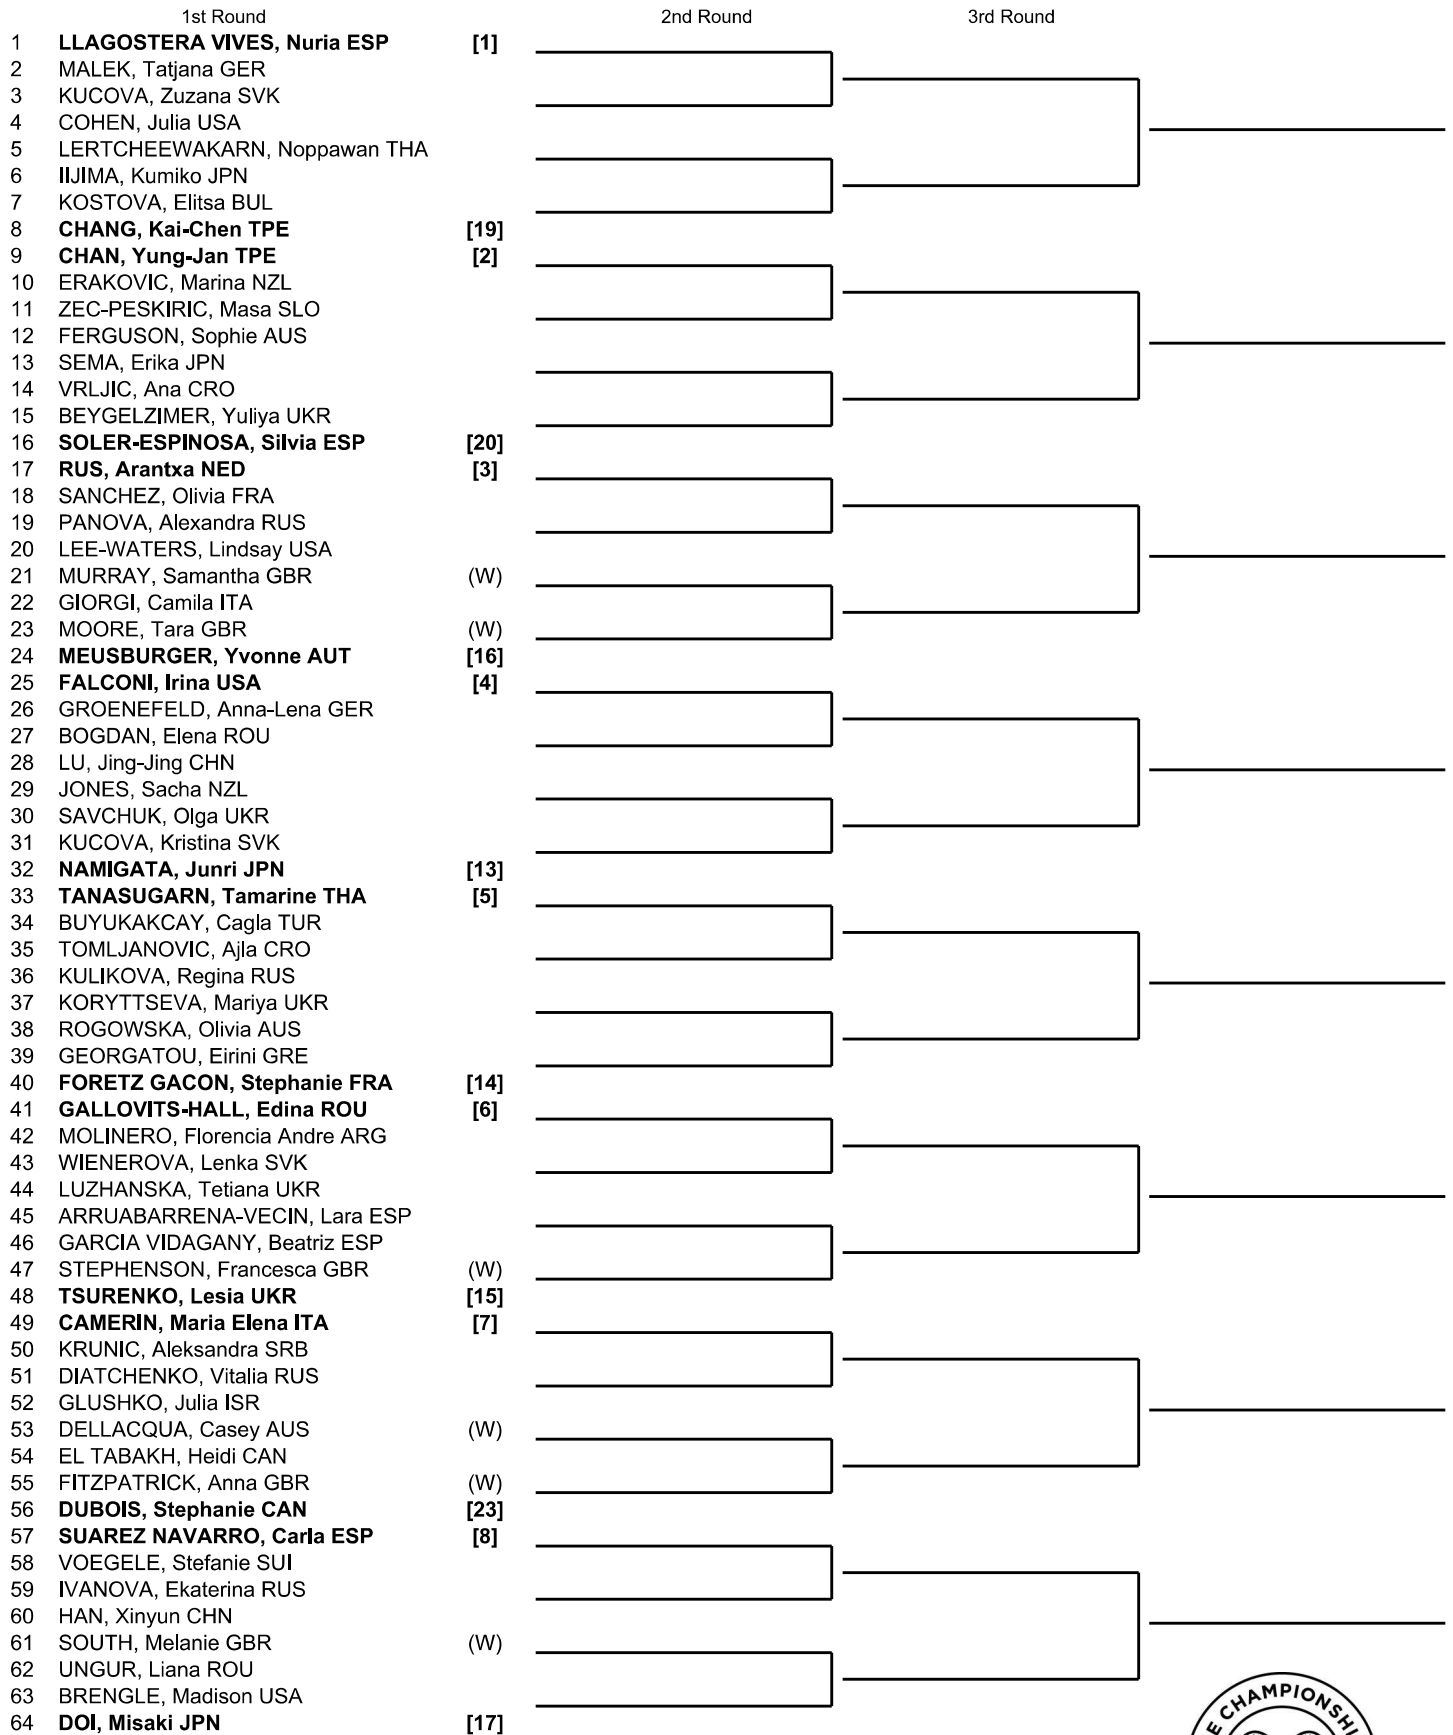 1st Round 2nd Round 3rd Round
1 LLAGOSTERA VIVES, Nuria ESP [1]
2 MALEK, Tatjana GER
3 KUCOVA, Zuzana SVK
4 COHEN, Julia USA
5 LERTCHEEWAKARN, Noppawan THA
6 IIJIMA, Kumiko JPN
7 KOSTOVA, Elitsa BUL
8 CHANG, Kai-Chen TPE [19]
9 CHAN, Yung-Jan TPE [2]
10 ERAKOVIC, Marina NZL
11 ZEC-PESKIRIC, Masa SLO
12 FERGUSON, Sophie AUS
13 SEMA, Erika JPN
14 VRLJIC, Ana CRO
15 BEYGELZIMER, Yuliya UKR
16 SOLER-ESPINOSA, Silvia ESP [20]
17 RUS, Arantxa NED [3]
18 SANCHEZ, Olivia FRA
19 PANOVA, Alexandra RUS
20 LEE-WATERS, Lindsay USA
21 MURRAY, Samantha GBR (W)
22 GIORGI, Camila ITA
23 MOORE, Tara GBR (W)
24 MEUSBURGER, Yvonne AUT [16]
25 FALCONI, Irina USA [4]
26 GROENEFELD, Anna-Lena GER
27 BOGDAN, Elena ROU
28 LU, Jing-Jing CHN
29 JONES, Sacha NZL
30 SAVCHUK, Olga UKR
31 KUCOVA, Kristina SVK
32 NAMIGATA, Junri JPN [13]
33 TANASUGARN, Tamarine THA [5]
34 BUYUKAKCAY, Cagla TUR
35 TOMLJANOVIC, Ajla CRO
36 KULIKOVA, Regina RUS
37 KORYTTSEVA, Mariya UKR
38 ROGOWSKA, Olivia AUS
39 GEORGATOU, Eirini GRE
40 FORETZ GACON, Stephanie FRA [14]
41 GALLOVITS-HALL, Edina ROU [6]
42 MOLINERO, Florencia Andre ARG
43 WIENEROVA, Lenka SVK
44 LUZHANSKA, Tetiana UKR
45 ARRUABARRENA-VECIN, Lara ESP
46 GARCIA VIDAGANY, Beatriz ESP
47 STEPHENSON, Francesca GBR (W)
48 TSURENKO, Lesia UKR [15]
49 CAMERIN, Maria Elena ITA [7]
50 KRUNIC, Aleksandra SRB
51 DIATCHENKO, Vitalia RUS
52 GLUSHKO, Julia ISR
53 DELLACQUA, Casey AUS (W)
54 EL TABAKH, Heidi CAN
55 FITZPATRICK, Anna GBR (W)
56 DUBOIS, Stephanie CAN [23]
57 SUAREZ NAVARRO, Carla ESP [8]
58 VOEGELE, Stefanie SUI
59 IVANOVA, Ekaterina RUS
60 HAN, Xinyun CHN
61 SOUTH, Melanie GBR (W)
62 UNGUR, Liana ROU
63 BRENGLE, Madison USA
64 DOI, Misaki JPN [17]